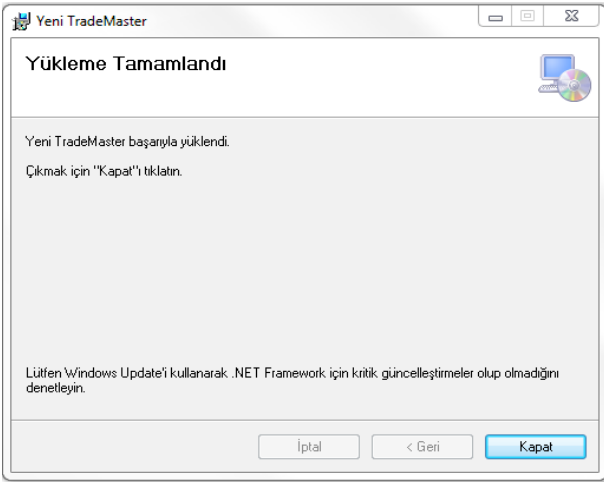 Yeni TradeMaster
Yükleme Tamamlandı
Yeni TradeMaster başarıyla yüklendi.
Çıkmak için "Kapat"ı tıklatın.
Lütfen Windows Update'i kullanarak .NET Framework için kritik güncelleştirmeler olup olmadığını
denetleyin.
İptal
< Geri
Kapat